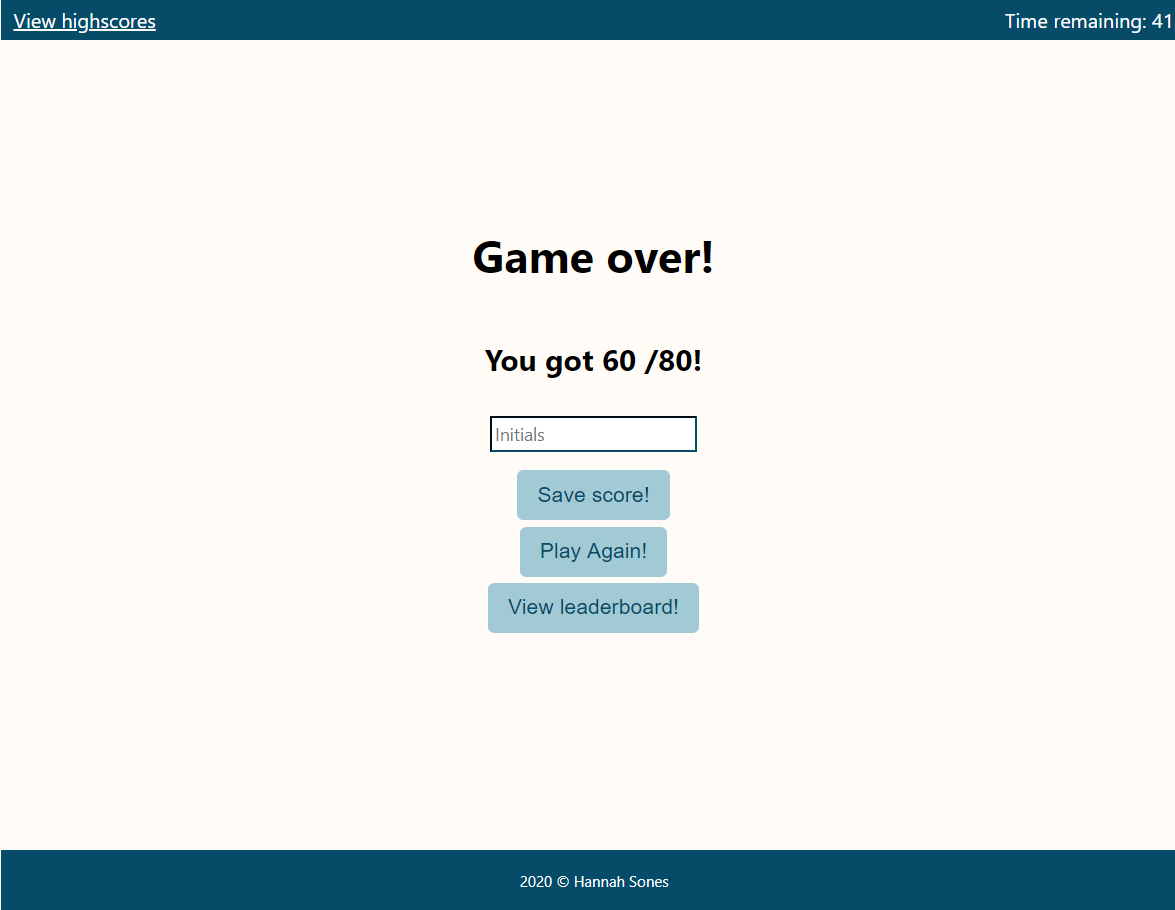 View highscores
Time remaining: 41
Game over!
You got 60 /80!
Initials
Save score!
Play Again!
View leaderboard!
2020 © Hannah Sones